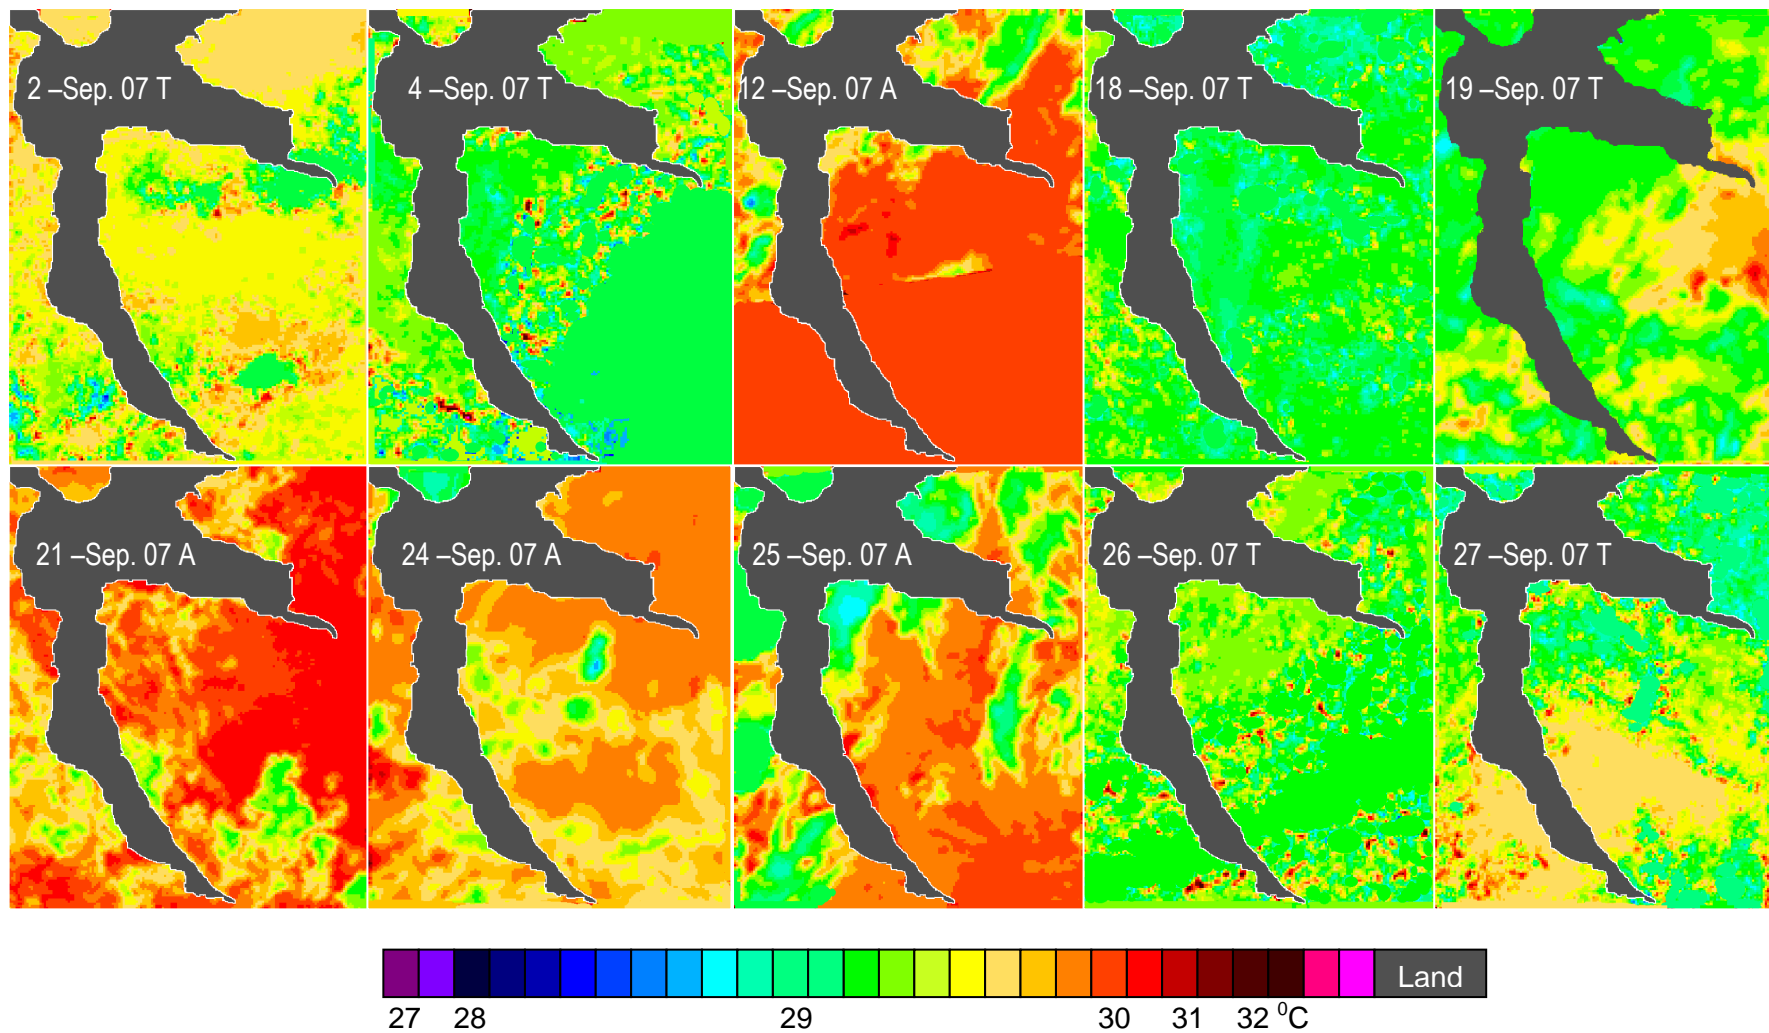 2 –Sep. 07 T
4 –Sep. 07 T
12 –Sep. 07 A
18 –Sep. 07 T
19 –Sep. 07 T
21 –Sep. 07 A
24 –Sep. 07 A
25 –Sep. 07 A
26 –Sep. 07 T
27 –Sep. 07 T
Land
27 28 29 30 31 32 ⁰C